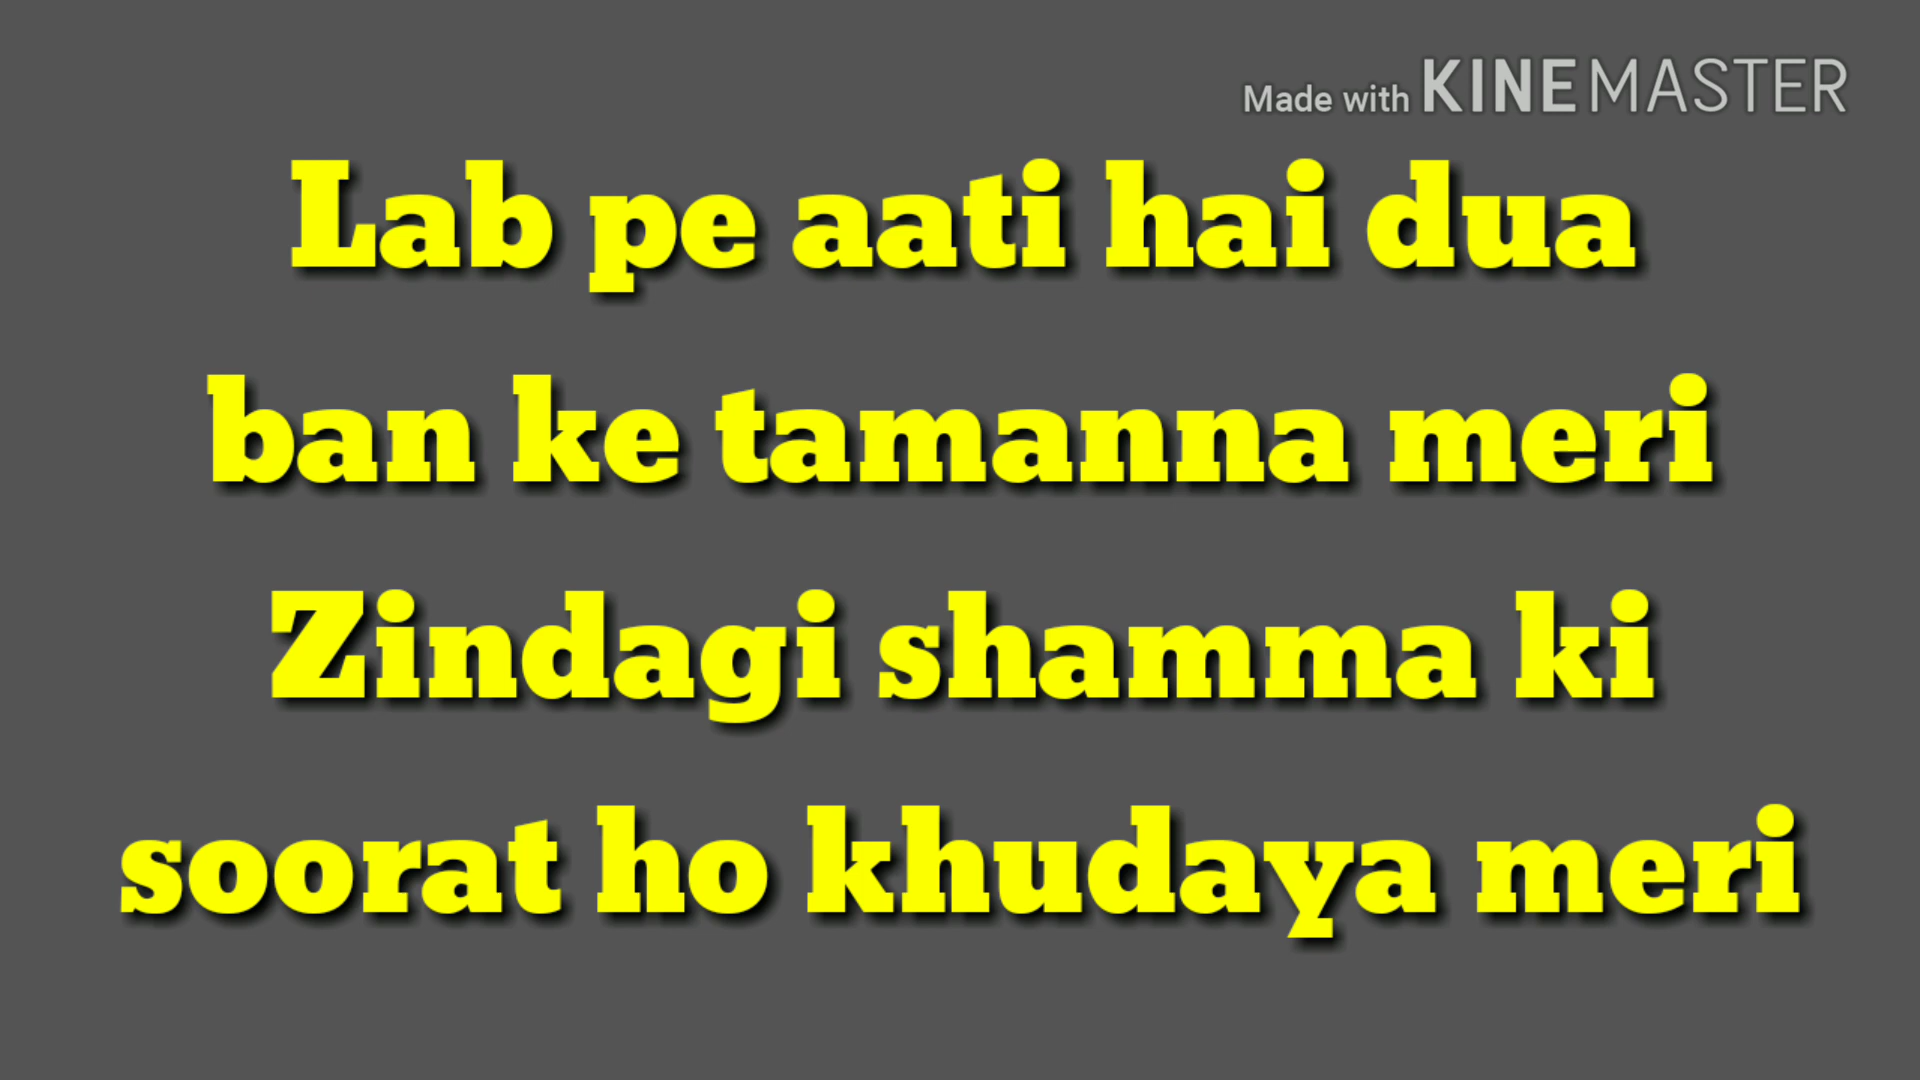 Made with KINEMASTER
Lab pe aati hai dua
ban ke tamanna meri
Zindagi shamma ki
soorat ho khudaya meri